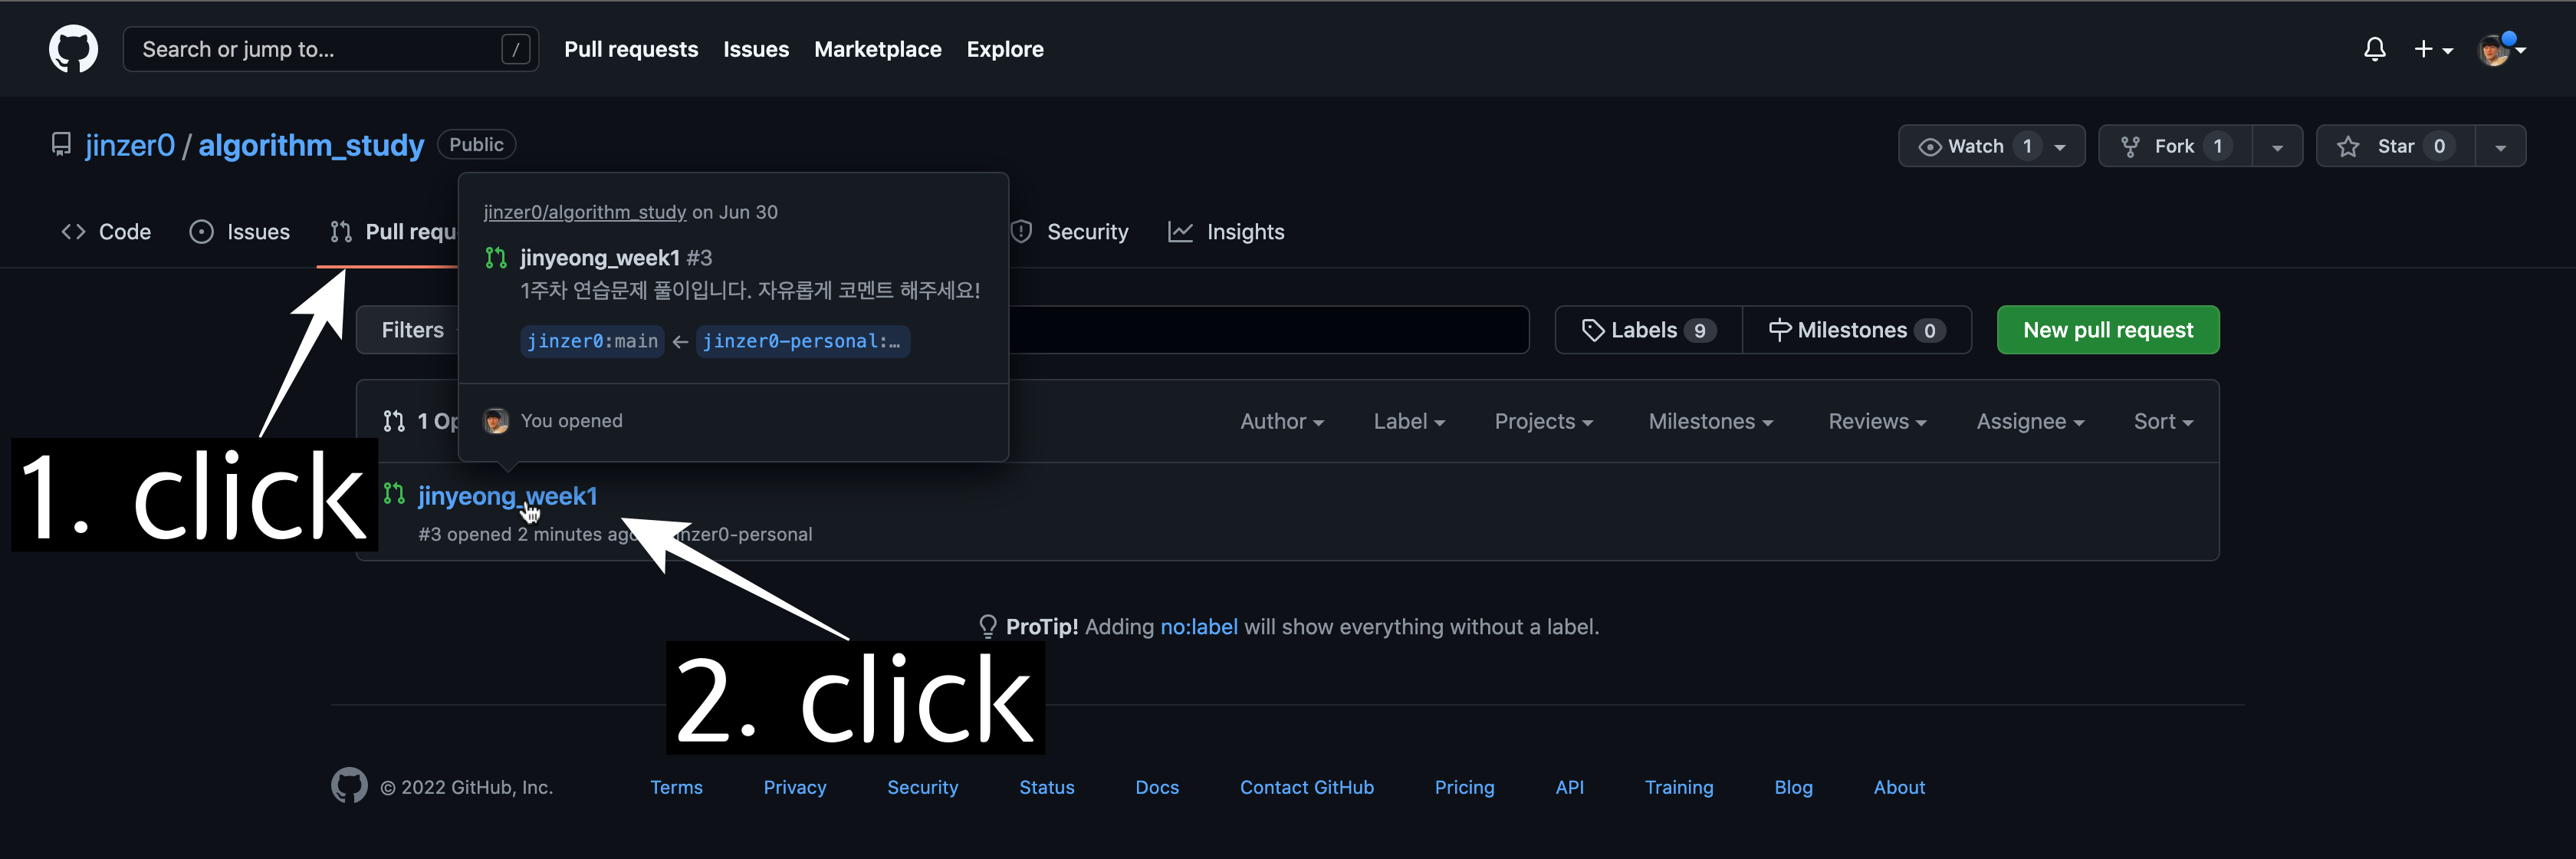 Search or jump to... /
Pull requests Issues Marketplace Explore
jinzer0 / algorithm_study Public
Watch 1 Fork 1 Star 0
Code Issues Pull requ Security Insights
jinzer0/algorithm_study on Jun 30
jinyeong_week1 #3
1주차 연습문제 풀이입니다. 자유롭게 코멘트 해주세요!
jinzer0:main ← jinzer0-personal:…
You opened
Filters Labels 9 Milestones 0 New pull request
1 Op Author Label Projects Milestones Reviews Assignee Sort
jinyeong_week1
#3 opened 2 minutes ago nzer0-personal
1. click
2. click
ProTip! Adding no:label will show everything without a label.
© 2022 GitHub, Inc. Terms Privacy Security Status Docs Contact GitHub Pricing API Training Blog About